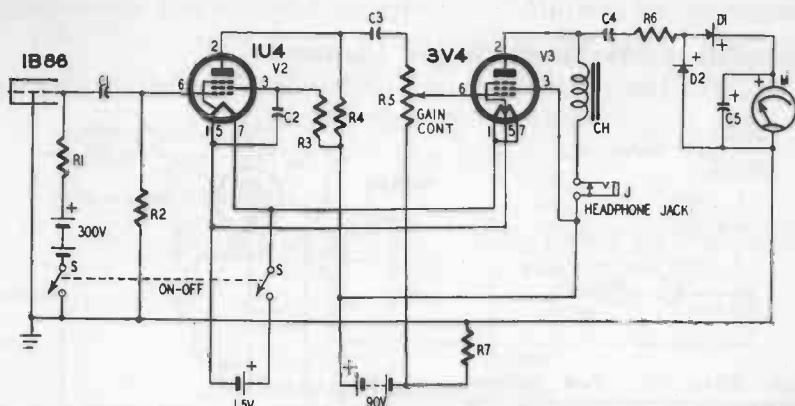 1B86
C1
R1
+
300V
S
R2
ON-OFF
1U4
V2
2
6
3
1 5 7
C2
R3
R4
S
+
1.5V
C3
R5
GAIN
CONT
+
90V
R7
3V4
V3
2
6
3
1 5 7
CH
J
HEADPHONE JACK
C4
R6
D1
+
D2
+
+
C5
+
M